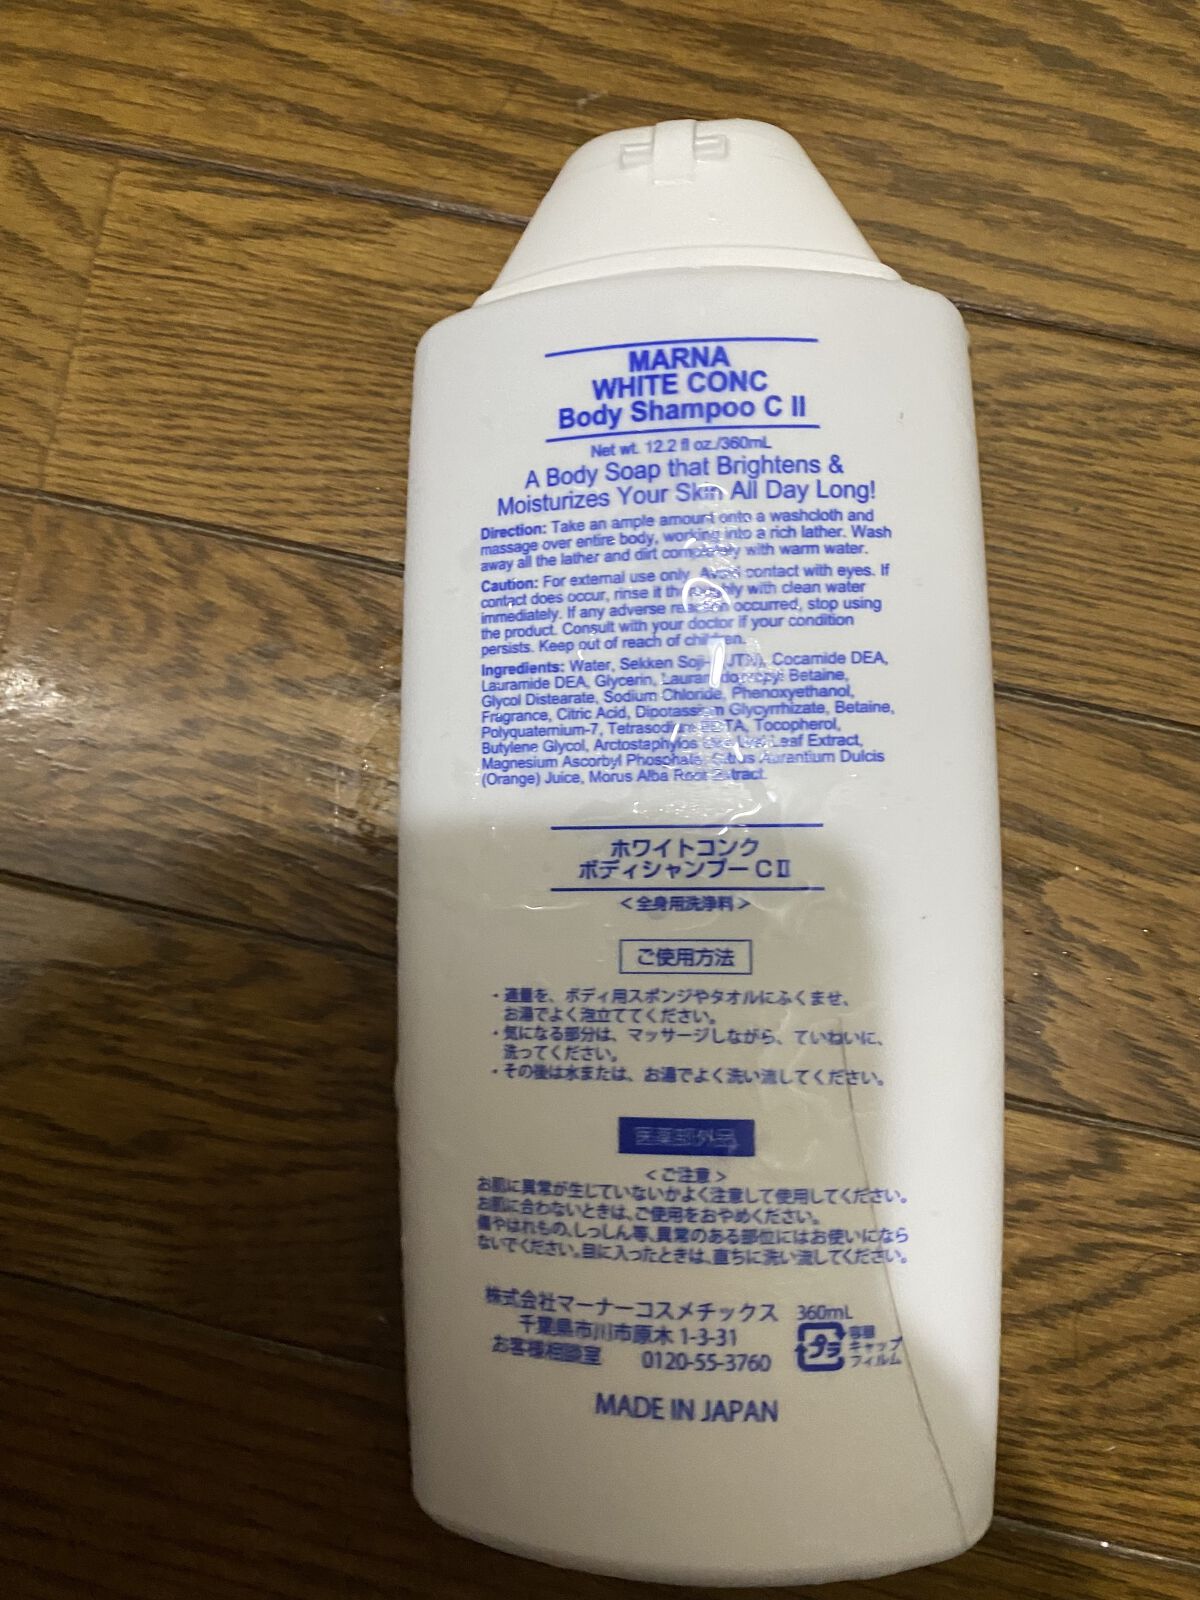 MARNA
WHITE CONC
Body Shampoo C II
Net wt. 12.2 fl oz./360mL
A Body Soap that Brightens &
Moisturizes Your Skin All Day Long!
Direction: Take an ample amount onto a washcloth and
massage over entire body, working into a rich lather. Wash
away all the lather and dirt completely with warm water.
Caution: For external use only. Avoid contact with eyes. If
contact does occur, rinse it thoroughly with clean water
immediately. If any adverse reaction occurred, stop using
the product. Consult with your doctor if your condition
persists. Keep out of reach of children.
Ingredients: Water, Sekken Soji- Cocamide DEA,
Lauramide DEA, Glycerin, Betaine,
Glycol Distearate, Sodium Chloride, Phenoxyethanol,
Fragrance, Citric Acid, Dipotassium Glycyrrhizate, Betaine,
Polyquaternium-7, Tetrasodium EDTA, Tocopherol,
Butylene Glycol, Arctostaphylos Leaf Extract,
Magnesium Ascorbyl Phosphate, Citrus Aurantium Dulcis
(Orange) Juice, Morus Alba Root Extract.
ホワイトコンク
ボディシャンプーC II
<全身用洗浄料>
ご使用方法
・適量を、ボディ用スポンジやタオルにふくませ、
お湯でよく泡立ててください。
・気になる部分は、マッサージしながら、ていねいに、
洗ってください。
・その後は水または、お湯でよく洗い流してください。
医薬部外品
<ご注意>
お肌に異常が生じていないかよく注意して使用してください。
お肌に合わないときは、ご使用をおやめください。
傷やはれもの、しっしん等、異常のある部位にはお使いになら
ないでください。目に入ったときは、直ちに洗い流してください。
株式会社マーナーコスメチックス 360mL
千葉県市川市原木 1-3-31
お客様相談室 0120-55-3760
プラ
容器
キャップ
フィルム
MADE IN JAPAN